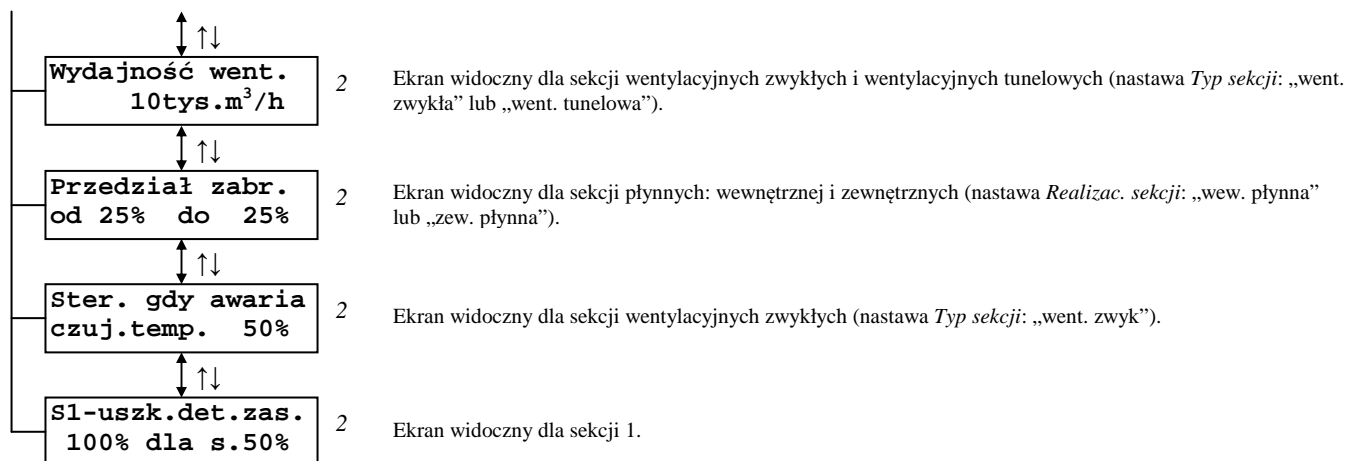 ↑↓
Wydajność went.
10tys.m³/h
2
Ekran widoczny dla sekcji wentylacyjnych zwykłych i wentylacyjnych tunelowych (nastawa Typ sekcji: „went.
zwykła” lub „went. tunelowa”).
↑↓
Przedział zabr.
od 25% do 25%
2
Ekran widoczny dla sekcji płynnych: wewnętrznej i zewnętrznych (nastawa Realizac. sekcji: „wew. płynna”
lub „zew. płynna”).
↑↓
Ster. gdy awaria
czuj.temp. 50%
2
Ekran widoczny dla sekcji wentylacyjnych zwykłych (nastawa Typ sekcji: „went. zwyk”).
↑↓
S1-uszk.det.zas.
100% dla s.50%
2
Ekran widoczny dla sekcji 1.